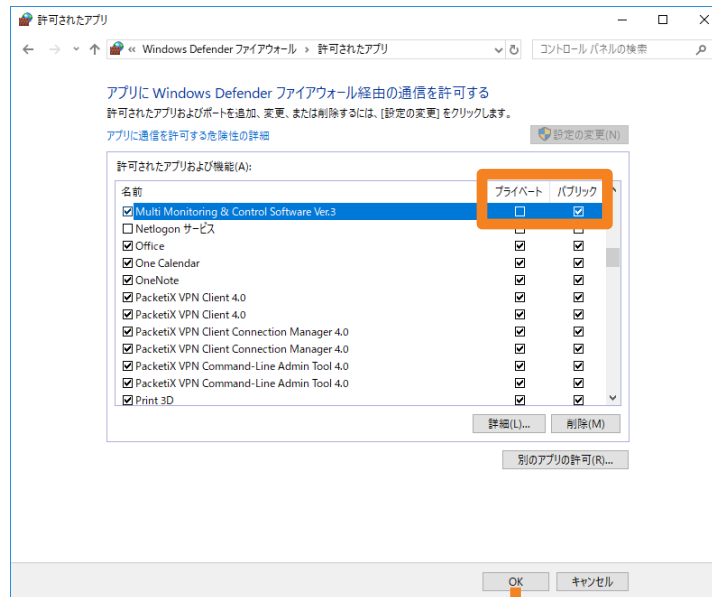 許可されたアプリ
« Windows Defender ファイアウォール › 許可されたアプリ
コントロール パネルの検索
アプリに Windows Defender ファイアウォール経由の通信を許可する
許可されたアプリおよびポートを追加、変更、または削除するには、[設定の変更] をクリックします。
アプリに通信を許可する危険性の詳細
設定の変更(N)
許可されたアプリおよび機能(A):
名前 プライベート パブリック
Multi Monitoring & Control Software Ver.3
Netlogon サービス
Office
One Calendar
OneNote
PacketiX VPN Client 4.0
PacketiX VPN Client 4.0
PacketiX VPN Client Connection Manager 4.0
PacketiX VPN Client Connection Manager 4.0
PacketiX VPN Command-Line Admin Tool 4.0
PacketiX VPN Command-Line Admin Tool 4.0
Print 3D
詳細(L)... 削除(M)
別のアプリの許可(R)...
OK キャンセル